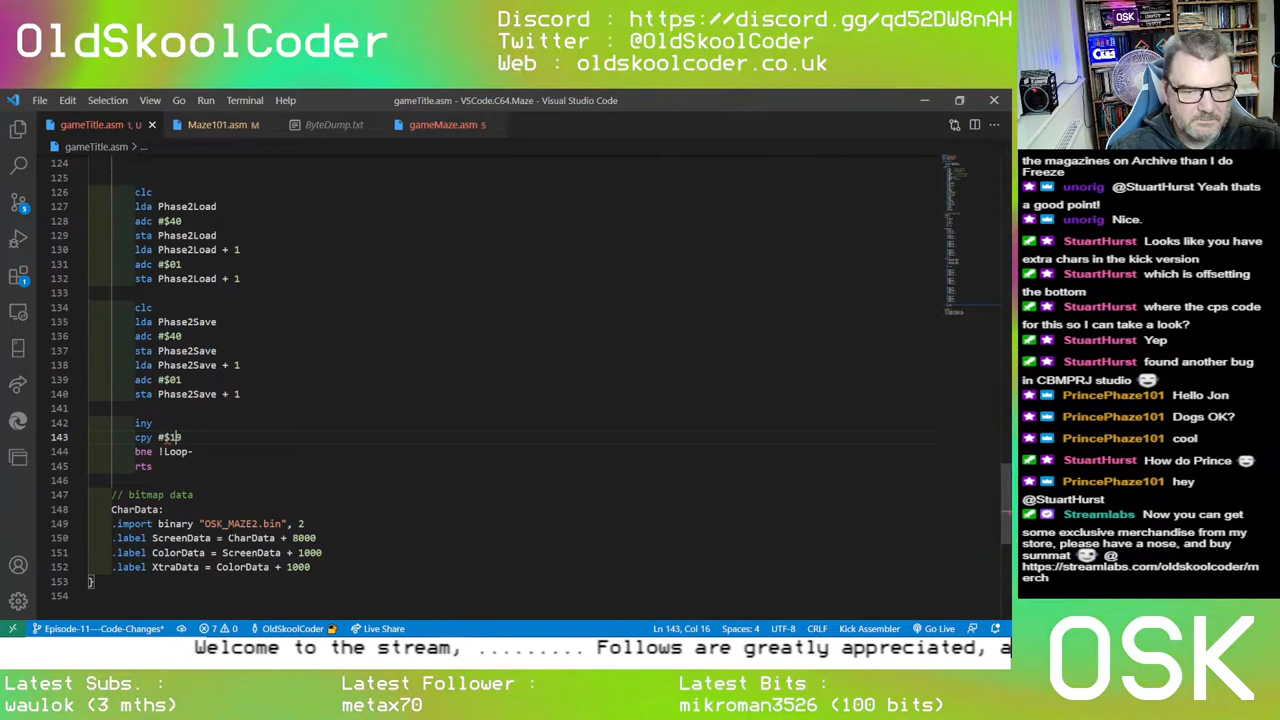 OldSkoolCoder
Discord : https://discord.gg/qd52DW8nAH
Twitter : @OldSkoolCoder
Web : oldskoolcoder.co.uk
File Edit Selection View Go Run Terminal Help
gameTitle.asm - VSCode.C64.Maze - Visual Studio Code
gameTitle.asm 1, U
Maze101.asm M
ByteDump.txt
gameMaze.asm 5
gameTitle.asm > ...
124
125
126 clc
127 lda Phase2Load
128 adc #$40
129 sta Phase2Load
130 lda Phase2Load + 1
131 adc #$01
132 sta Phase2Load + 1
133
134 clc
135 lda Phase2Save
136 adc #$40
137 sta Phase2Save
138 lda Phase2Save + 1
139 adc #$01
140 sta Phase2Save + 1
141
142 iny
143 cpy #$19
144 bne !Loop-
145 rts
146
147 // bitmap data
148 CharData:
149 .import binary "OSK_MAZE2.bin", 2
150 .label ScreenData = CharData + 8000
151 .label ColorData = ScreenData + 1000
152 .label XtraData = ColorData + 1000
153 }
154
Episode-11---Code-Changes* 7 0 OldSkoolCoder Live Share
Ln 143, Col 16 Spaces: 4 UTF-8 CRLF Kick Assembler Go Live
OSK
the magazines on Archive than I do
Freeze
unorig @StuartHurst Yeah thats
a good point!
unorig Nice.
StuartHurst Looks like you have
extra chars in the kick version
StuartHurst which is offsetting
the bottom
StuartHurst where the cps code
for this so I can take a look?
StuartHurst Yep
StuartHurst found another bug
in CBMPRJ studio
PrincePhaze101 Hello Jon
PrincePhaze101 Dogs OK?
PrincePhaze101 cool
StuartHurst How do Prince
PrincePhaze101 hey
@StuartHurst
Streamlabs Now you can get
some exclusive merchandise from my
store, please have a nose, and buy
summat @
https://streamlabs.com/oldskoolcoder/m
erch
Welcome to the stream, ......... Follows are greatly appreciated, a
Latest Subs. :
waulok (3 mths)
Latest Follower :
metax70
Latest Bits :
mikroman3526 (100 bits)
OSK